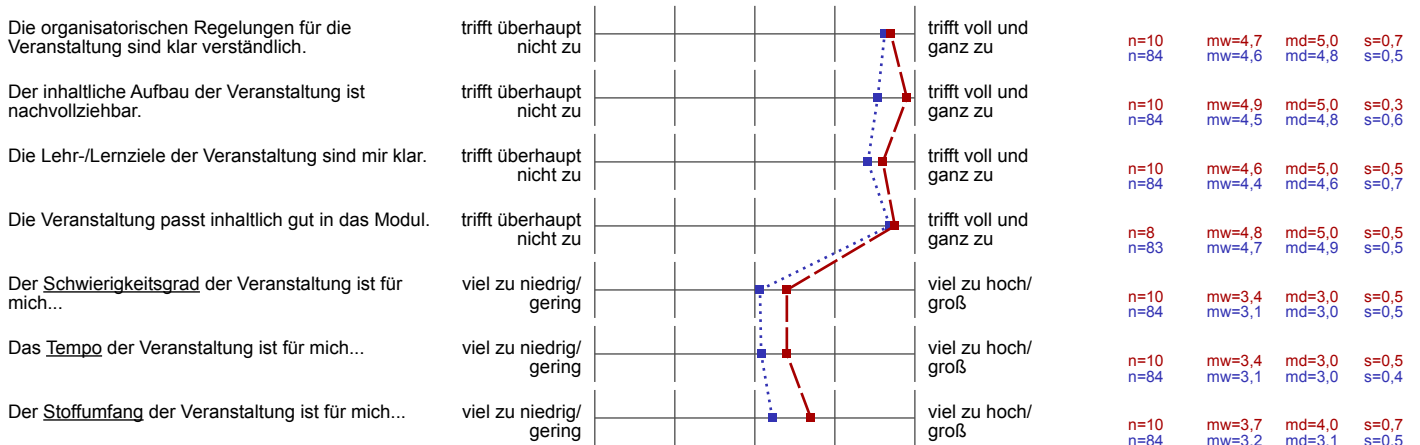 Die organisatorischen Regelungen für die
Veranstaltung sind klar verständlich.
trifft überhaupt
nicht zu
trifft voll und
ganz zu
n=10 mw=4,7 md=5,0 s=0,7
n=84 mw=4,6 md=4,8 s=0,5
Der inhaltliche Aufbau der Veranstaltung ist
nachvollziehbar.
trifft überhaupt
nicht zu
trifft voll und
ganz zu
n=10 mw=4,9 md=5,0 s=0,3
n=84 mw=4,5 md=4,8 s=0,6
Die Lehr-/Lernziele der Veranstaltung sind mir klar.
trifft überhaupt
nicht zu
trifft voll und
ganz zu
n=10 mw=4,6 md=5,0 s=0,5
n=84 mw=4,4 md=4,6 s=0,7
Die Veranstaltung passt inhaltlich gut in das Modul.
trifft überhaupt
nicht zu
trifft voll und
ganz zu
n=8 mw=4,8 md=5,0 s=0,5
n=83 mw=4,7 md=4,9 s=0,5
Der Schwierigkeitsgrad der Veranstaltung ist für
mich...
viel zu niedrig/
gering
viel zu hoch/
groß
n=10 mw=3,4 md=3,0 s=0,5
n=84 mw=3,1 md=3,0 s=0,5
Das Tempo der Veranstaltung ist für mich...
viel zu niedrig/
gering
viel zu hoch/
groß
n=10 mw=3,4 md=3,0 s=0,5
n=84 mw=3,1 md=3,0 s=0,4
Der Stoffumfang der Veranstaltung ist für mich...
viel zu niedrig/
gering
viel zu hoch/
groß
n=10 mw=3,7 md=4,0 s=0,7
n=84 mw=3,2 md=3,1 s=0,5